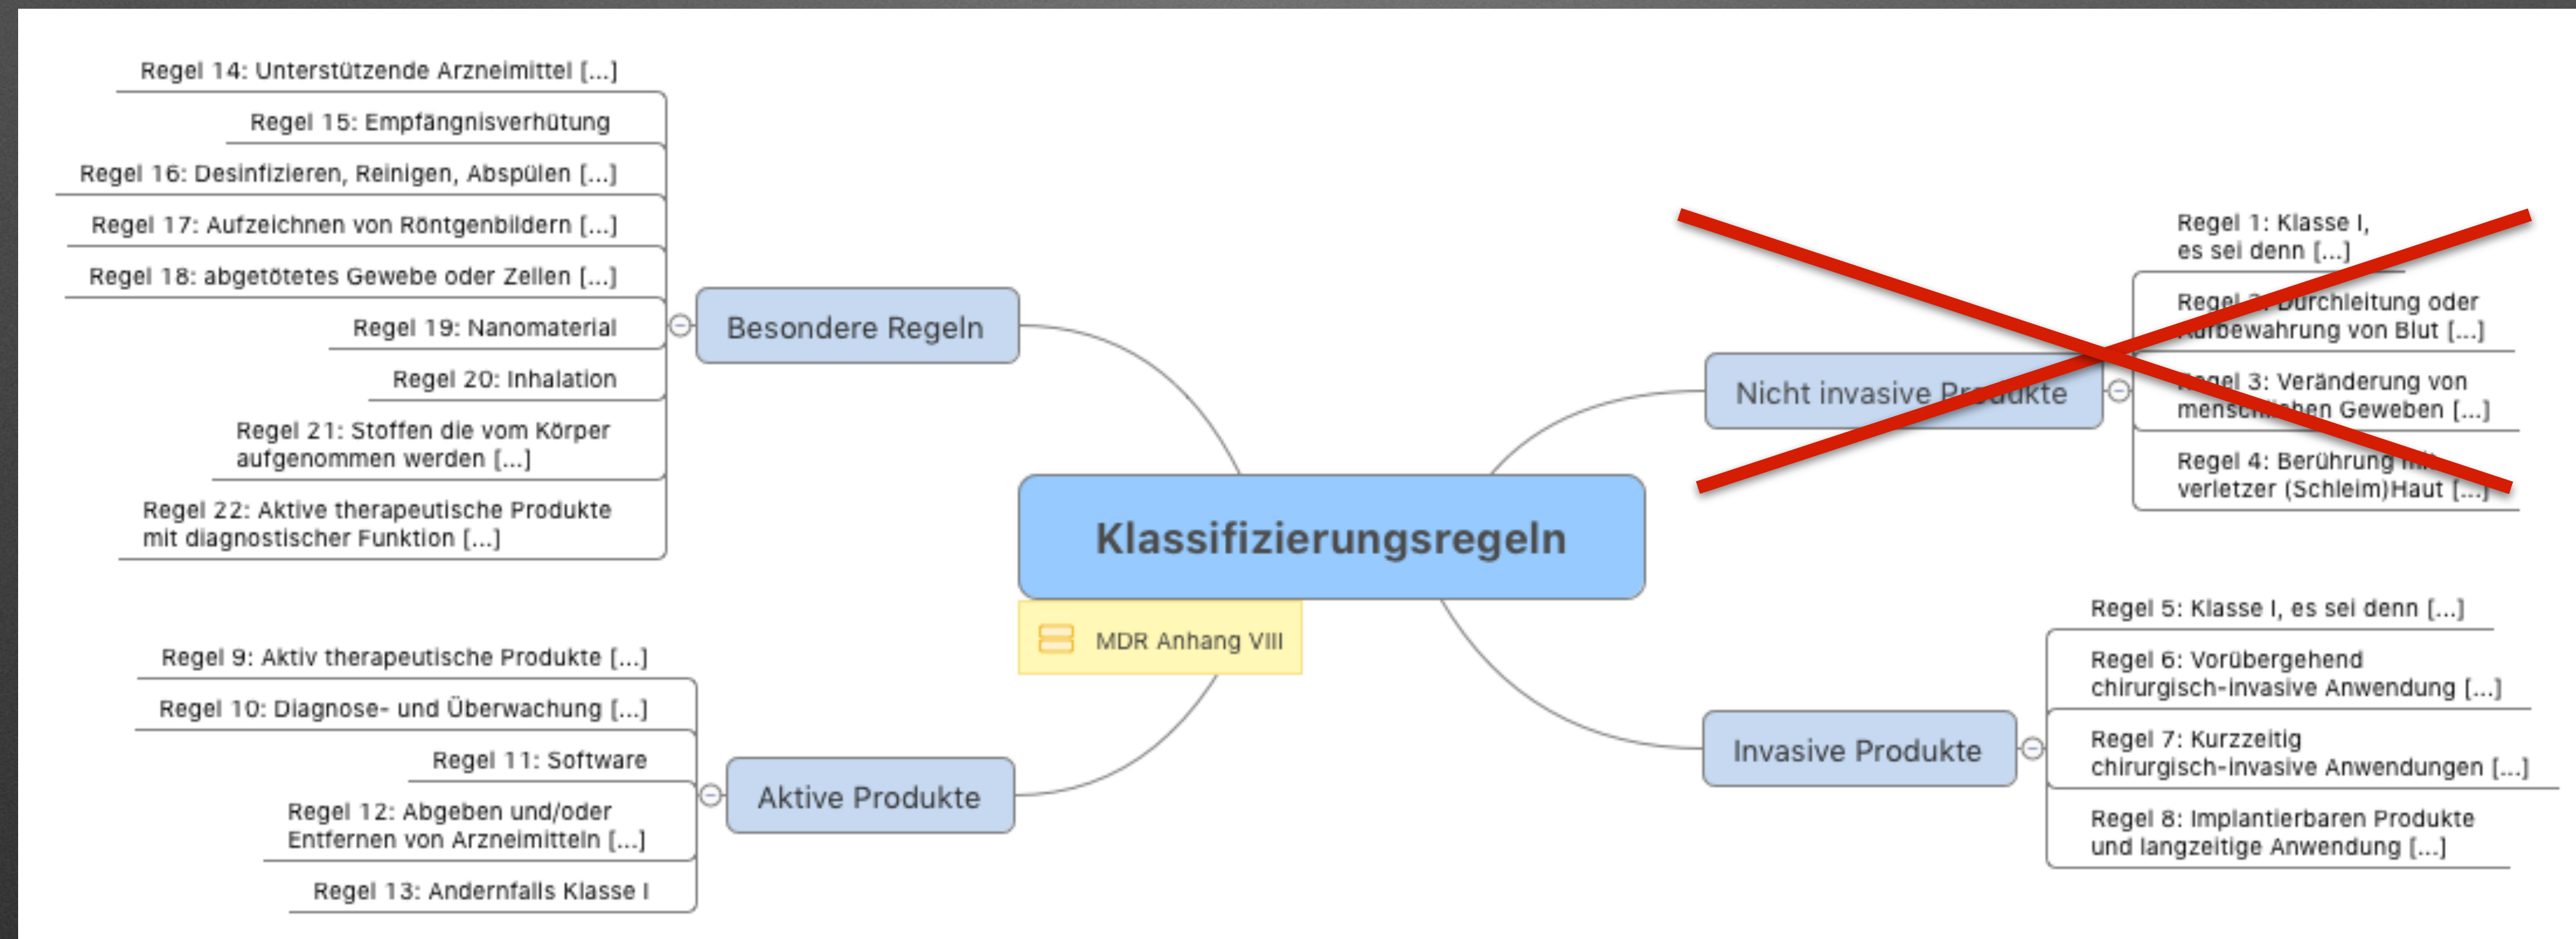 Regel 14: Unterstützende Arzneimittel [...]
Regel 15: Empfängnisverhütung
Regel 16: Desinfizieren, Reinigen, Abspülen [...]
Regel 17: Aufzeichnen von Röntgenbildern [...]
Regel 18: abgetötetes Gewebe oder Zellen [...]
Regel 19: Nanomaterial
Regel 20: Inhalation
Regel 21: Stoffen die vom Körper
aufgenommen werden [...]
Regel 22: Aktive therapeutische Produkte
mit diagnostischer Funktion [...]
Besondere Regeln
Regel 9: Aktiv therapeutische Produkte [...]
Regel 10: Diagnose- und Überwachung [...]
Regel 11: Software
Regel 12: Abgeben und/oder
Entfernen von Arzneimitteln [...]
Regel 13: Andernfalls Klasse I
Aktive Produkte
Klassifizierungsregeln
MDR Anhang VIII
Nicht invasive Produkte
Regel 1: Klasse I,
es sei denn [...]
Regel 2: Durchleitung oder
Aufbewahrung von Blut [...]
Regel 3: Veränderung von
menschlichen Geweben [...]
Regel 4: Berührung mit
verletzer (Schleim)Haut [...]
Invasive Produkte
Regel 5: Klasse I, es sei denn [...]
Regel 6: Vorübergehend
chirurgisch-invasive Anwendung [...]
Regel 7: Kurzzeitig
chirurgisch-invasive Anwendungen [...]
Regel 8: Implantierbaren Produkte
und langzeitige Anwendung [...]